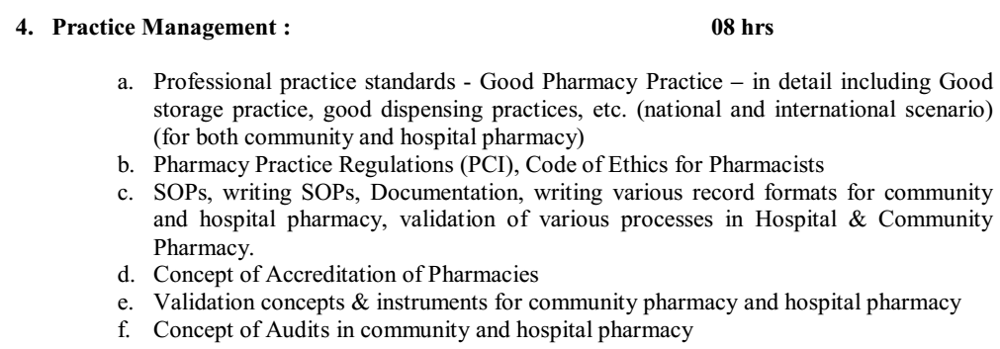 4. Practice Management : 08 hrs
a. Professional practice standards - Good Pharmacy Practice – in detail including Good
storage practice, good dispensing practices, etc. (national and international scenario)
(for both community and hospital pharmacy)
b. Pharmacy Practice Regulations (PCI), Code of Ethics for Pharmacists
c. SOPs, writing SOPs, Documentation, writing various record formats for community
and hospital pharmacy, validation of various processes in Hospital & Community
Pharmacy.
d. Concept of Accreditation of Pharmacies
e. Validation concepts & instruments for community pharmacy and hospital pharmacy
f. Concept of Audits in community and hospital pharmacy